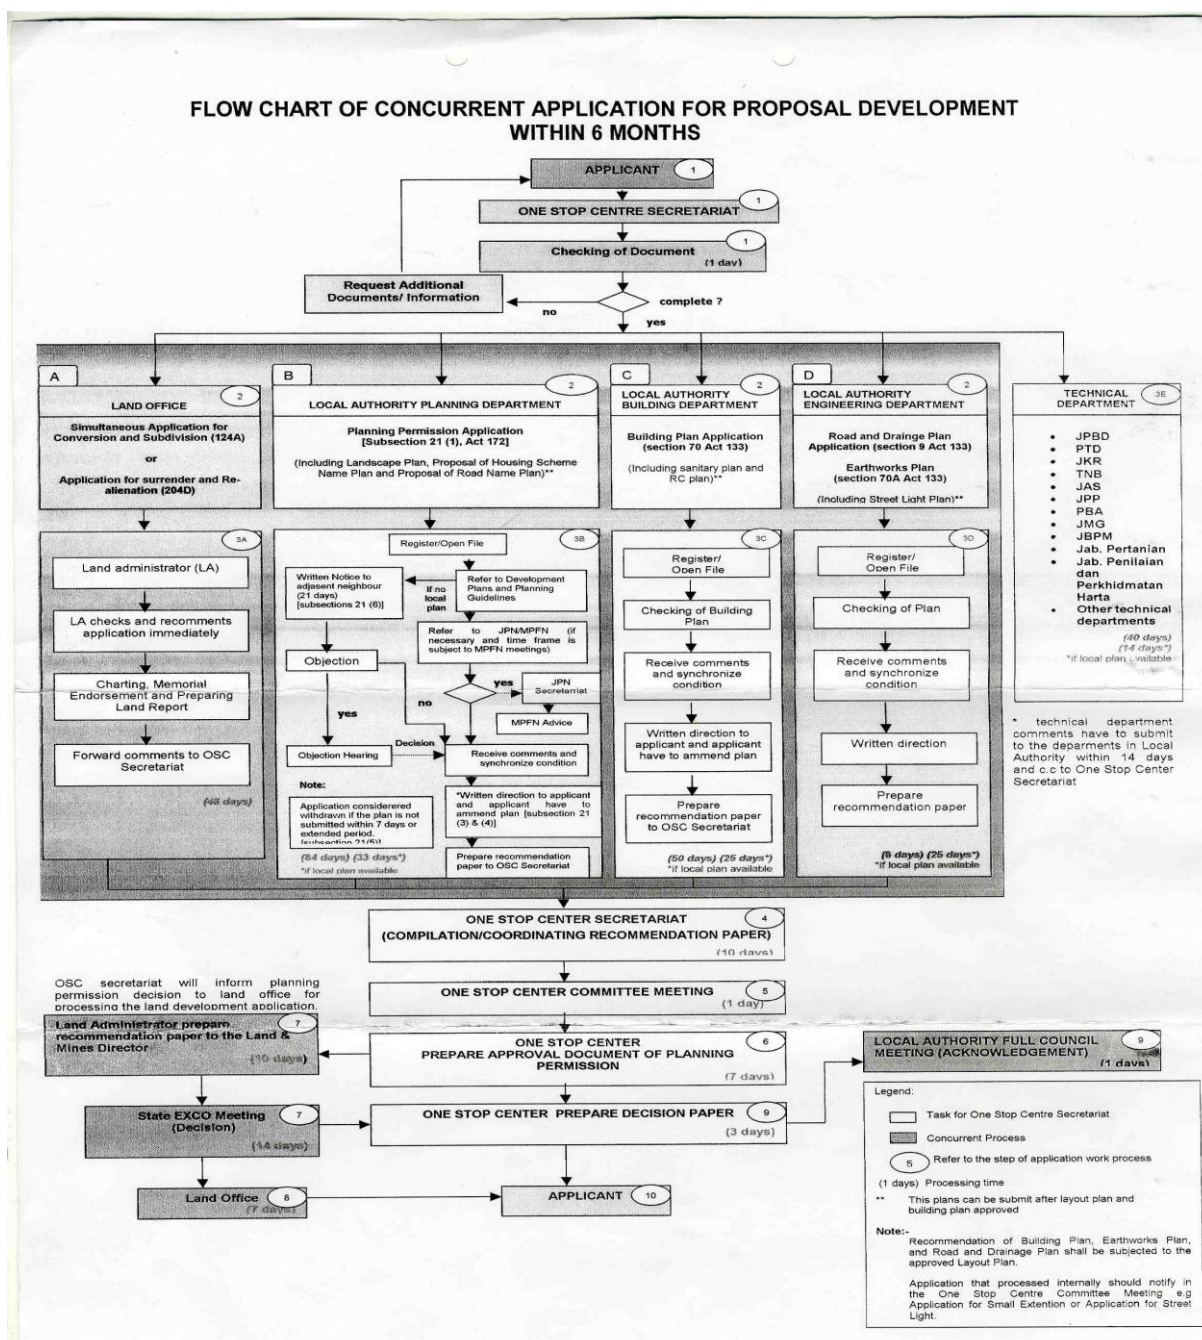 FLOW CHART OF CONCURRENT APPLICATION FOR PROPOSAL DEVELOPMENT
WITHIN 6 MONTHS
APPLICANT
1
ONE STOP CENTRE SECRETARIAT
1
Checking of Document
1
(1 day)
Request Additional
Documents/ Information
no
complete ?
yes
A
2
LAND OFFICE
Simultaneous Application for
Conversion and Subdivision (124A)
or
Application for surrender and Re-
alienation (204D)
3A
Land administrator (LA)
LA checks and recomments
application immediately
Charting, Memorial
Endorsement and Preparing
Land Report
Forward comments to OSC
Secretariat
B
2
LOCAL AUTHORITY PLANNING DEPARTMENT
Planning Permission Application
[Subsection 21 (1), Act 172]
(Including Landscape Plan, Proposal of Housing Scheme
Name Plan and Proposal of Road Name Plan)**
3B
Register/Open File
Written Notice to
adjacent neighbour
(21 days)
[subsections 21 (6)]
If no
local
plan
Refer to Development
Plans and Planning
Guidelines
Refer to JPN/MPFN (if
necessary and time frame is
subject to MPFN meetings)
Objection
yes
JPN
Secretarriat
no
MPFN Advice
yes
Objection Hearing
Decision
Receive comments and
synchronize condition
Note:
Application considerered
withdrawn if the plan is not
submitted within 7 days or
extended period.
[subsection 21(5)]
*Written direction to applicant
and applicant have to
ammend plan [subsection 21
(3) & (4)]
Prepare recommendation
paper to OSC Secretariat
(84 days) (33 days*)
*if local plan available
C
2
LOCAL AUTHORITY
BUILDING DEPARTMENT
Building Plan Application
(section 70 Act 133)
(Including sanitary plan and
RC plan)**
3C
Register/
Open File
Checking of Building
Plan
Receive comments
and synchronize
condition
Written direction to
applicant and applicant
have to ammend plan
Prepare
recommendation paper
to OSC Secretariat
(50 days) (25 days*)
*if local plan available
D
2
LOCAL AUTHORITY
ENGINEERING DEPARTMENT
Road and Drainge Plan
Application (section 9 Act 133)
Earthworks Plan
(section 70A Act 133)
(Including Street Light Plan)**
3D
Register/
Open File
Checking of Plan
Receive comments and
synchronize
condition
Written direction
Prepare
recommendation paper
days) (25 days*)
*if local plan available
TECHNICAL
DEPARTMENT
3E
• JPBD
• PTD
• JKR
• TNB
• JAS
• JPP
• PBA
• JMG
• JBPM
• Jab. Pertanian
• Jab. Penilaian
dan
Perkhidmatan
Harta
• Other technical
departments
(40 days)
(14 days*)
*if local plan
* technical department
comments have to submit
to the deparments in Local
Authority within 14 days
and c.c to One Stop Center
Secretariat
ONE STOP CENTER SECRETARIAT
4
(COMPILATION/COORDINATING RECOMMENDATION PAPER)
(10 days)
ONE STOP CENTER COMMITTEE MEETING
5
(1 day)
OSC secretariat will inform planning
permission decision to land office for
processing the land development application.
Land Administrator prepare
recommendation paper to the Land &
Mines Director
7
(10 days)
ONE STOP CENTER
6
PREPARE APPROVAL DOCUMENT OF PLANNING
PERMISSION
(7 days)
LOCAL AUTHORITY FULL COUNCIL
MEETING (ACKNOWLEDGEMENT)
9
(1 days)
State EXCO Meeting
(Decision)
7
(14 days)
ONE STOP CENTER PREPARE DECISION PAPER
9
(3 days)
Land Office
8
(7 days)
APPLICANT
10
Legend:
Task for One Stop Centre Secretariat
Concurrent Process
5 Refer to the step of application work process
(1 days) Processing time
** This plans can be submit after layout plan and
building plan approved
Note:-
Recommendation of Building Plan, Earthworks Plan,
and Road and Drainage Plan shall be subjected to the
approved Layout Plan.
Application that processed internally should notify in
the One Stop Centre Committee Meeting e.g
Application for Small Extention or Application for Street
Light.